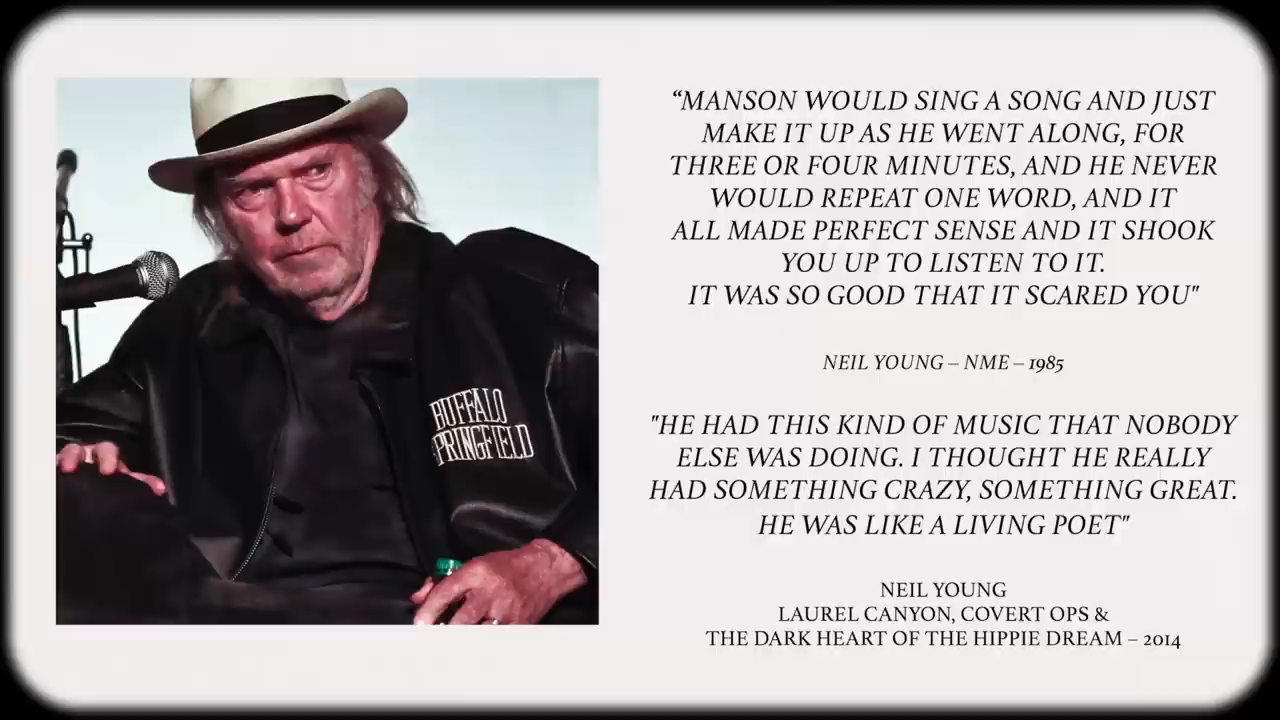 BUFFALO
SPRINGFIELD
“MANSON WOULD SING A SONG AND JUST
MAKE IT UP AS HE WENT ALONG, FOR
THREE OR FOUR MINUTES, AND HE NEVER
WOULD REPEAT ONE WORD, AND IT
ALL MADE PERFECT SENSE AND IT SHOOK
YOU UP TO LISTEN TO IT.
IT WAS SO GOOD THAT IT SCARED YOU"
NEIL YOUNG – NME – 1985
"HE HAD THIS KIND OF MUSIC THAT NOBODY
ELSE WAS DOING. I THOUGHT HE REALLY
HAD SOMETHING CRAZY, SOMETHING GREAT.
HE WAS LIKE A LIVING POET"
NEIL YOUNG
LAUREL CANYON, COVERT OPS &
THE DARK HEART OF THE HIPPIE DREAM – 2014